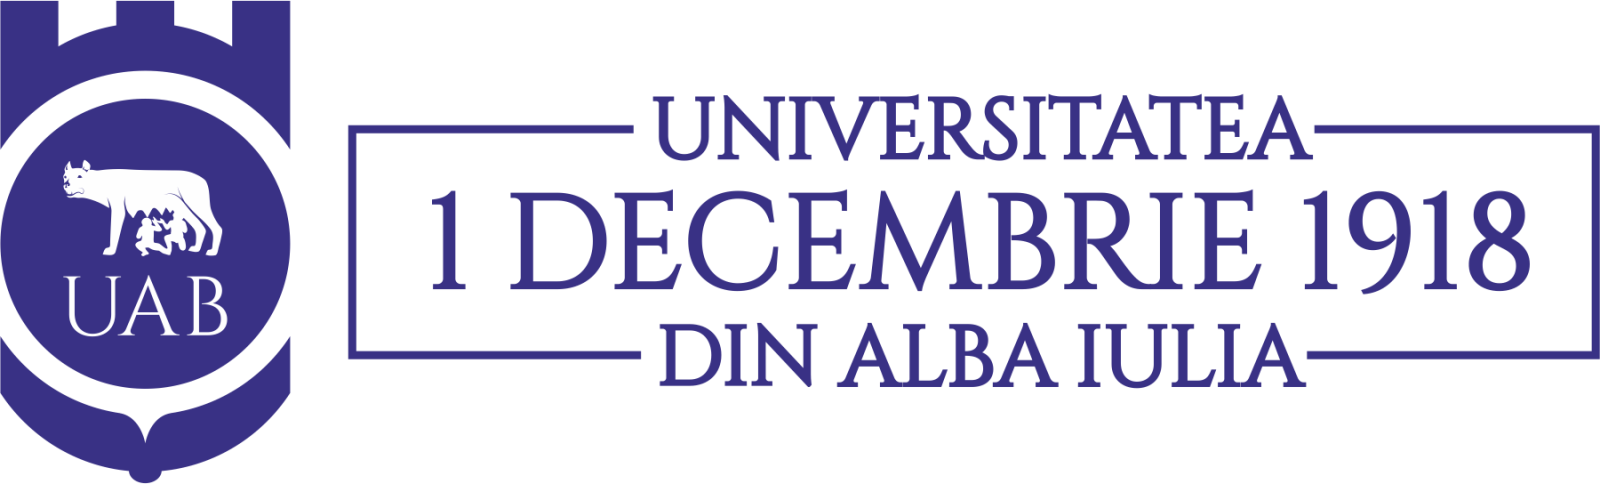 UAB
UNIVERSITATEA
1 DECEMBRIE 1918
DIN ALBA IULIA